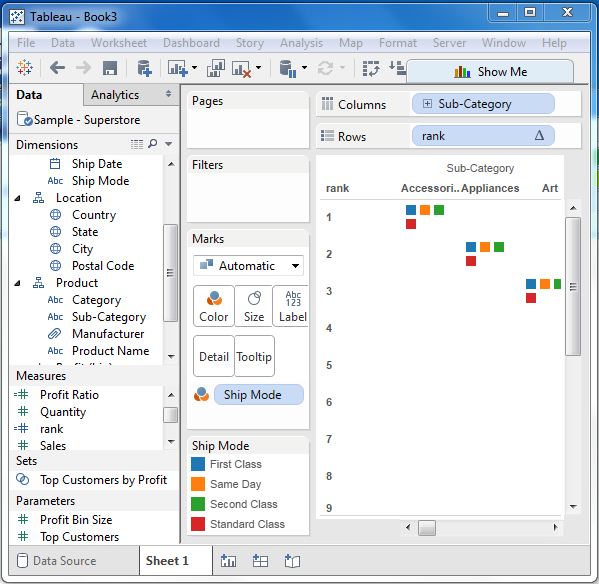 Tableau - Book3
File Data Worksheet Dashboard Story Analysis Map Format Server Window Help
Show Me
Data Analytics
Sample - Superstore
Dimensions
Ship Date
Abc Ship Mode
Location
Country
State
City
Postal Code
Product
Abc Category
Abc Sub-Category
Manufacturer
Abc Product Name
Measures
Profit Ratio
Quantity
rank
Sales
Sets
Top Customers by Profit
Parameters
Profit Bin Size
Top Customers
Pages
Filters
Marks
Automatic
Abc
123
Color Size Label
Detail Tooltip
Ship Mode
Ship Mode
First Class
Same Day
Second Class
Standard Class
Columns Sub-Category
Rows rank Δ
Sub-Category
rank Accessori.. Appliances Art
1
2
3
4
5
6
7
8
9
Data Source Sheet 1